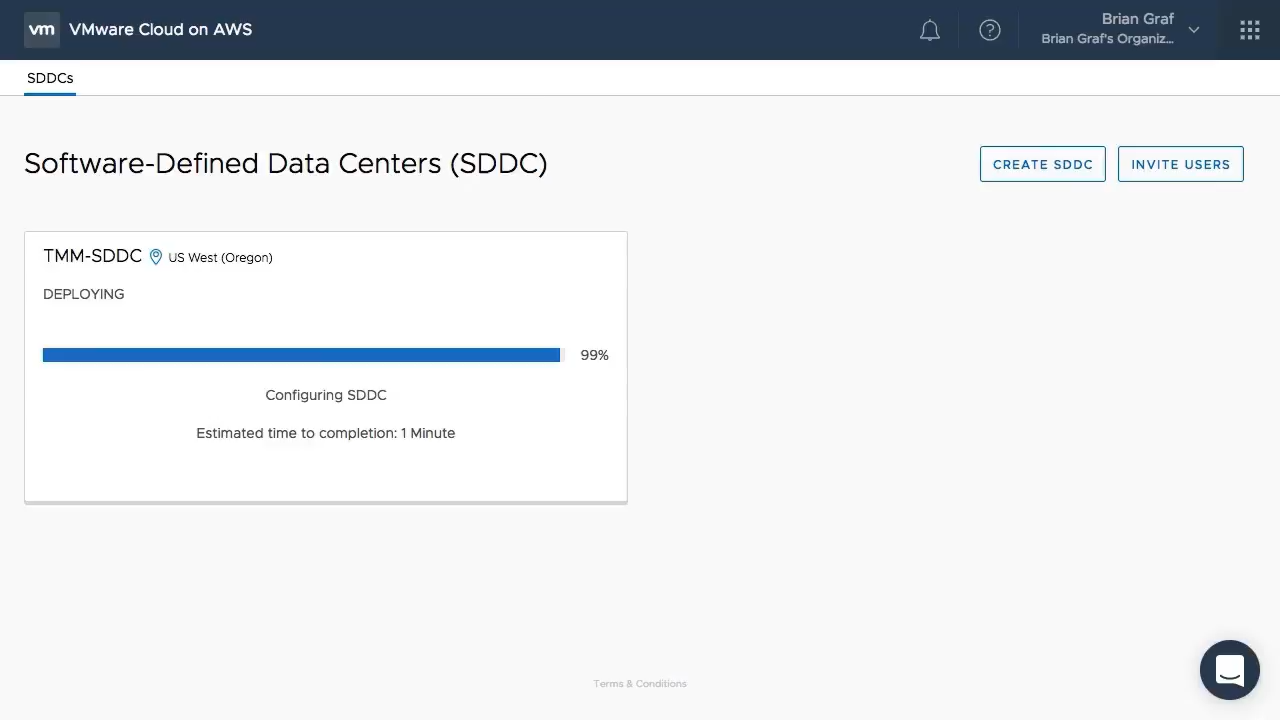 vm VMware Cloud on AWS
Brian Graf
Brian Graf's Organiz...
SDDCs
Software-Defined Data Centers (SDDC)
CREATE SDDC
INVITE USERS
TMM-SDDC US West (Oregon)
DEPLOYING
99%
Configuring SDDC
Estimated time to completion: 1 Minute
Terms & Conditions